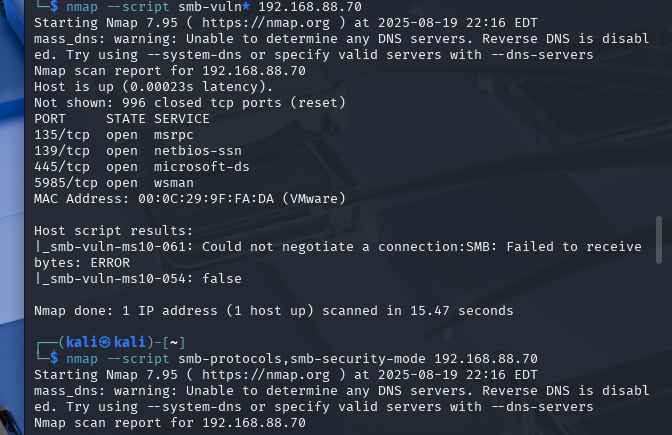 └─$ nmap --script smb-vuln* 192.168.88.70
Starting Nmap 7.95 ( https://nmap.org ) at 2025-08-19 22:16 EDT
mass_dns: warning: Unable to determine any DNS servers. Reverse DNS is disabl
ed. Try using --system-dns or specify valid servers with --dns-servers
Nmap scan report for 192.168.88.70
Host is up (0.00023s latency).
Not shown: 996 closed tcp ports (reset)
PORT     STATE SERVICE
135/tcp  open  msrpc
139/tcp  open  netbios-ssn
445/tcp  open  microsoft-ds
5985/tcp open  wsman
MAC Address: 00:0C:29:9F:FA:DA (VMware)

Host script results:
|_smb-vuln-ms10-061: Could not negotiate a connection:SMB: Failed to receive
bytes: ERROR
|_smb-vuln-ms10-054: false

Nmap done: 1 IP address (1 host up) scanned in 15.47 seconds

┌──(kali㉿kali)-[~]
└─$ nmap --script smb-protocols,smb-security-mode 192.168.88.70
Starting Nmap 7.95 ( https://nmap.org ) at 2025-08-19 22:16 EDT
mass_dns: warning: Unable to determine any DNS servers. Reverse DNS is disabl
ed. Try using --system-dns or specify valid servers with --dns-servers
Nmap scan report for 192.168.88.70